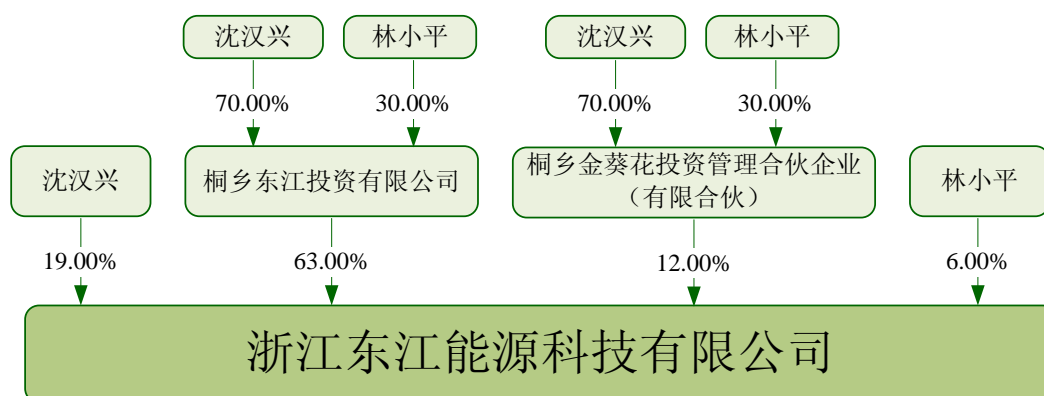 沈汉兴
林小平
沈汉兴
林小平
70.00%
30.00%
70.00%
30.00%
沈汉兴
桐乡东江投资有限公司
桐乡金葵花投资管理合伙企业
（有限合伙）
林小平
19.00%
63.00%
12.00%
6.00%
浙江东江能源科技有限公司